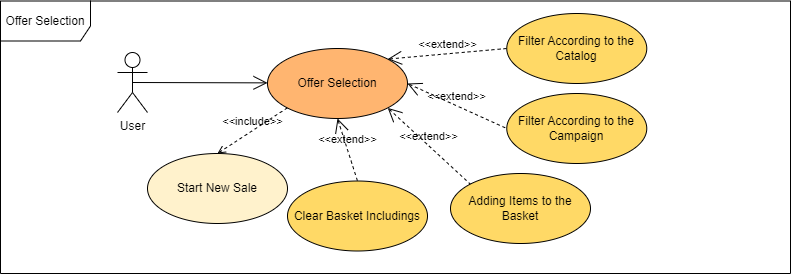 Offer Selection
<<extend>>
Filter According to the
Catalog
Offer Selection
<<extend>>
User
<<include>>
Filter According to the
Campaign
<<extend>>
<<extend>>
Start New Sale
Adding Items to the
Basket
Clear Basket Includings